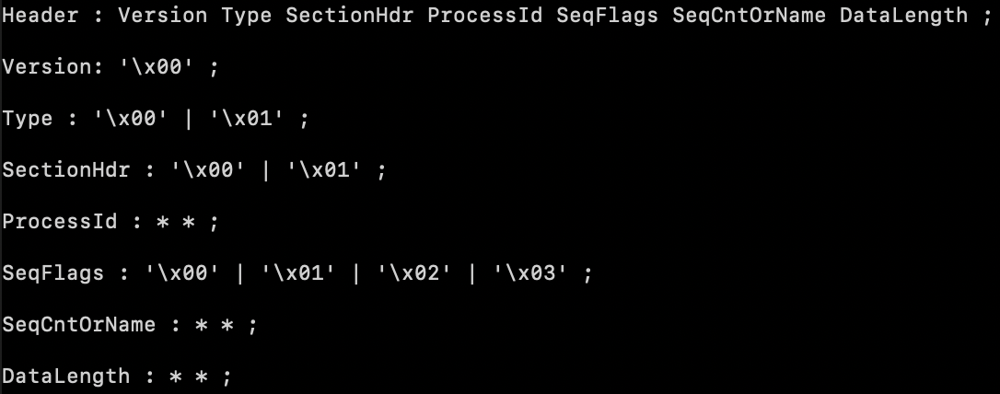 Header : Version Type SectionHdr ProcessId SeqFlags SeqCntOrName DataLength ;
Version: '\x00' ;
Type : '\x00' | '\x01' ;
SectionHdr : '\x00' | '\x01' ;
ProcessId : * * ;
SeqFlags : '\x00' | '\x01' | '\x02' | '\x03' ;
SeqCntOrName : * * ;
DataLength : * * ;